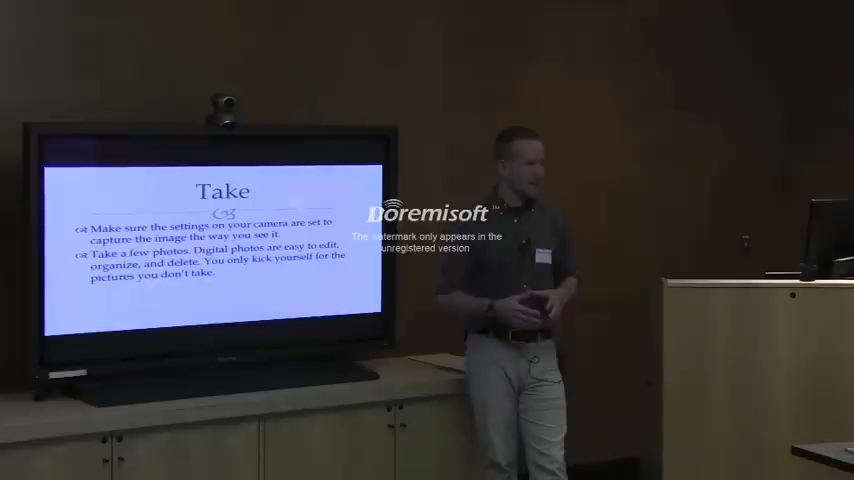 Take
Make sure the settings on your camera are set to
capture the image the way you see it.
Take a few photos. Digital photos are easy to edit,
organize, and delete. You only kick yourself for the
pictures you don't take.
Doremisoft™
The watermark only appears in the
unregistered version